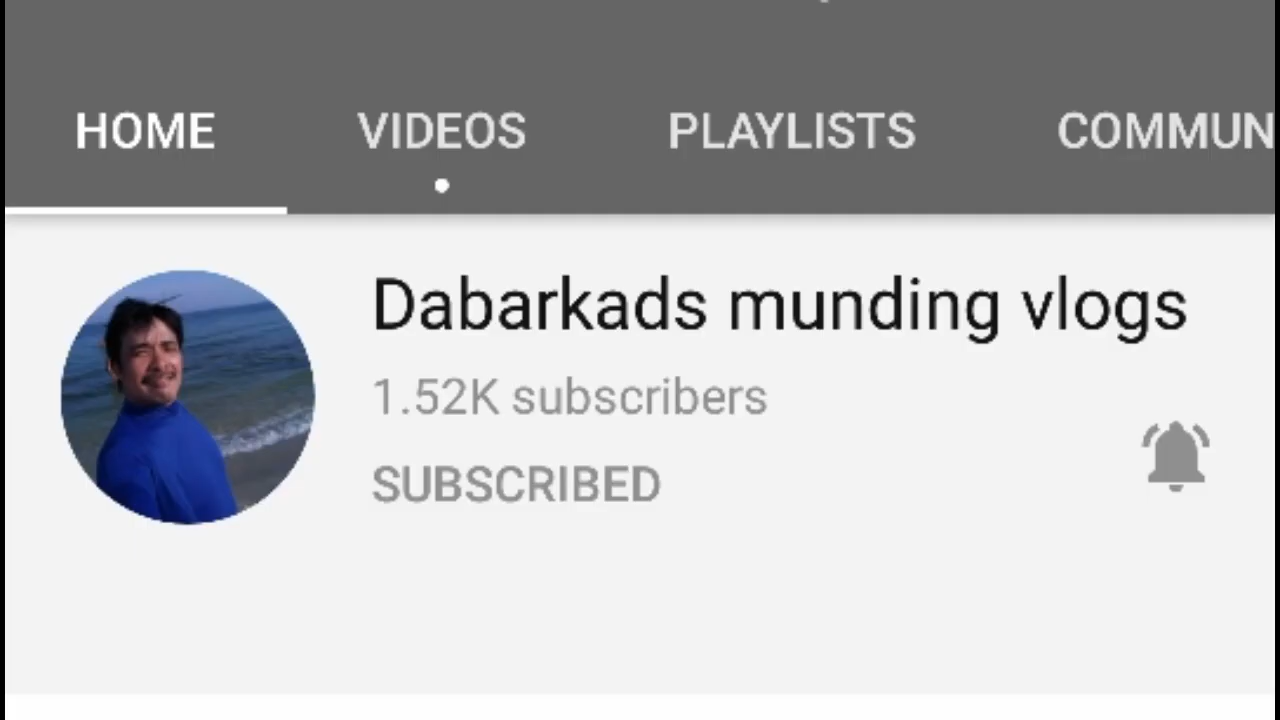 HOME VIDEOS PLAYLISTS COMMUN
Dabarkads munding vlogs
1.52K subscribers
SUBSCRIBED